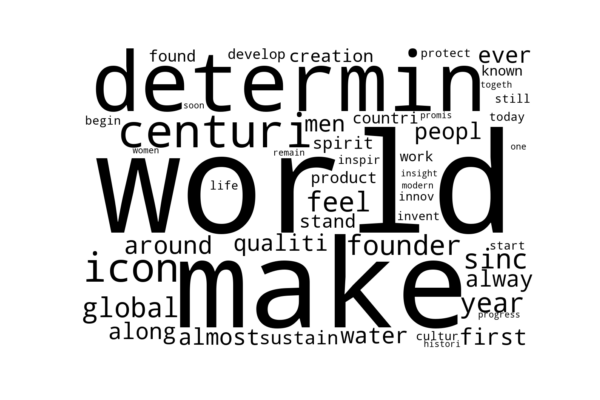 found develop creation protect ever
determin known
togeth
soon still
begin centuri men countri promis today
spirit peopl
women world remain inspir work one
product insight
life modern
feel innov
stand invent
around qualiti founder start
icon make sinc
alway
global year
progress
along almost sustain water cultur first
histori